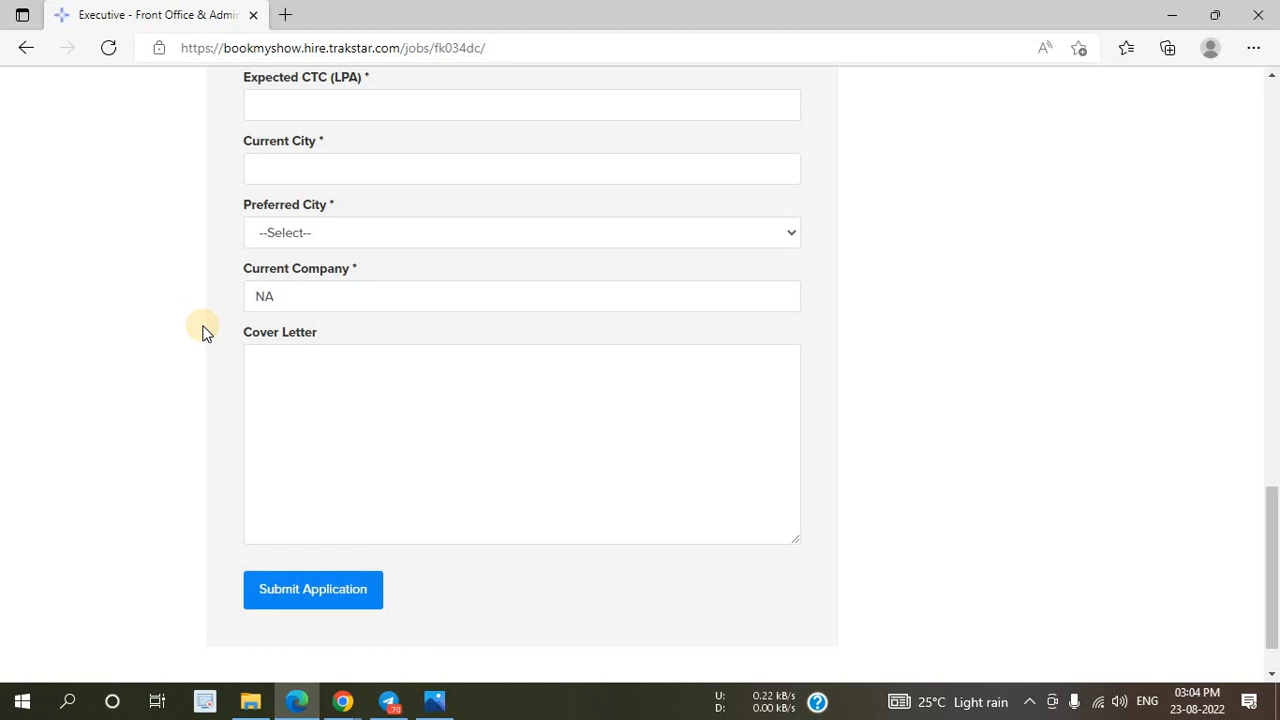 Executive - Front Office & Admir
https://bookmyshow.hire.trakstar.com/jobs/fk034dc/
Expected CTC (LPA) *
Current City *
Preferred City *
--Select--
Current Company *
NA
Cover Letter
Submit Application
70
U: 0.22 kB/s
D: 0.00 kB/s
25°C Light rain
ENG
03:04 PM
23-08-2022